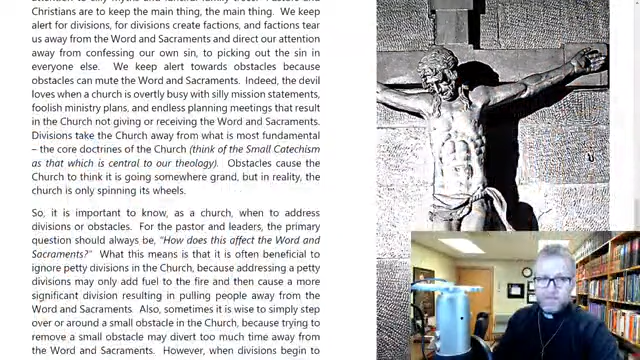 Christians are to keep the main thing, the main thing. We keep
alert for divisions, for divisions create factions, and factions tear
us away from the Word and Sacraments and direct our attention
away from confessing our own sin, to picking out the sin in
everyone else. We keep alert towards obstacles because
obstacles can mute the Word and Sacraments. Indeed, the devil
loves when a church is overtly busy with silly mission statements,
foolish ministry plans, and endless planning meetings that result
in the Church not giving or receiving the Word and Sacraments.
Divisions take the Church away from what is most fundamental
– the core doctrines of the Church (think of the Small Catechism
as that which is central to our theology). Obstacles cause the
Church to think it is going somewhere grand, but in reality, the
church is only spinning its wheels.
So, it is important to know, as a church, when to address
divisions or obstacles. For the pastor and leaders, the primary
question should always be, "How does this affect the Word and
Sacraments?" What this means is that it is often beneficial to
ignore petty divisions in the Church, because addressing a petty
divisions may only add fuel to the fire and then cause a more
significant division resulting in pulling people away from the
Word and Sacraments. Also, sometimes it is wise to simply step
over or around a small obstacle in the Church, because trying to
remove a small obstacle may divert too much time away from
the Word and Sacraments. However, when divisions begin to